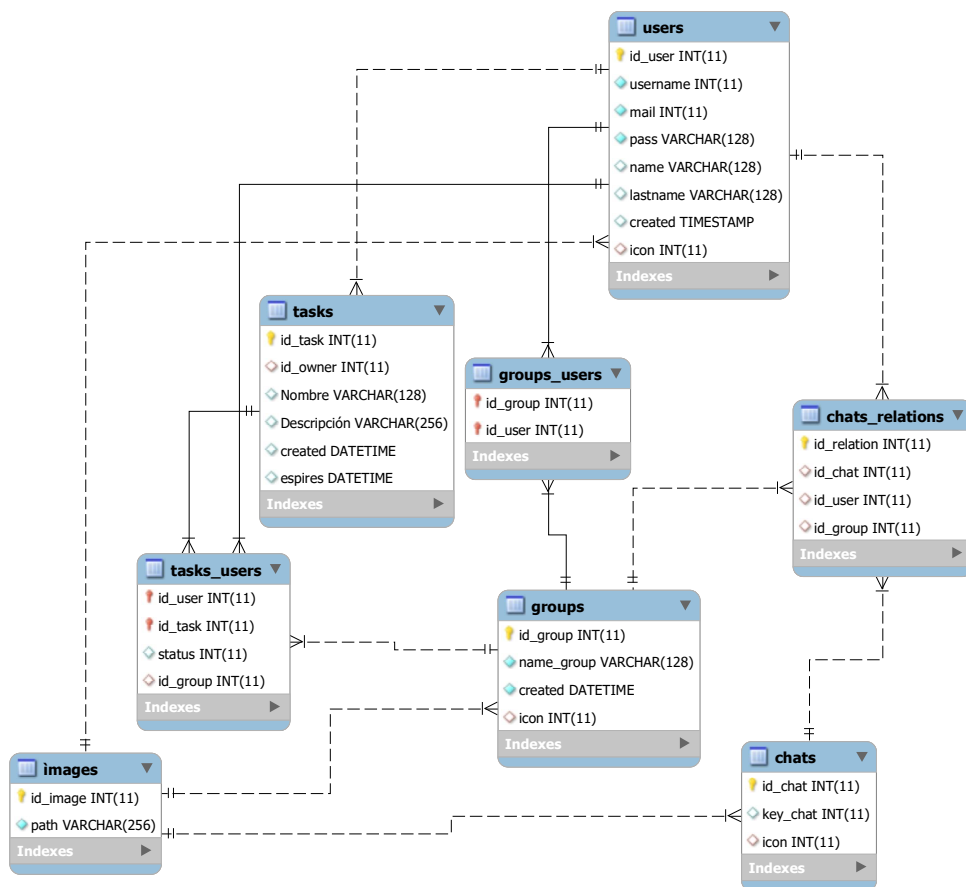 users
id_user INT(11)
username INT(11)
mail INT(11)
pass VARCHAR(128)
name VARCHAR(128)
lastname VARCHAR(128)
created TIMESTAMP
icon INT(11)
Indexes
tasks
id_task INT(11)
id_owner INT(11)
Nombre VARCHAR(128)
Descripción VARCHAR(256)
created DATETIME
espires DATETIME
Indexes
groups_users
id_group INT(11)
id_user INT(11)
Indexes
chats_relations
id_relation INT(11)
id_chat INT(11)
id_user INT(11)
id_group INT(11)
Indexes
tasks_users
id_user INT(11)
id_task INT(11)
status INT(11)
id_group INT(11)
Indexes
groups
id_group INT(11)
name_group VARCHAR(128)
created DATETIME
icon INT(11)
Indexes
ìmages
id_image INT(11)
path VARCHAR(256)
Indexes
chats
id_chat INT(11)
key_chat INT(11)
icon INT(11)
Indexes